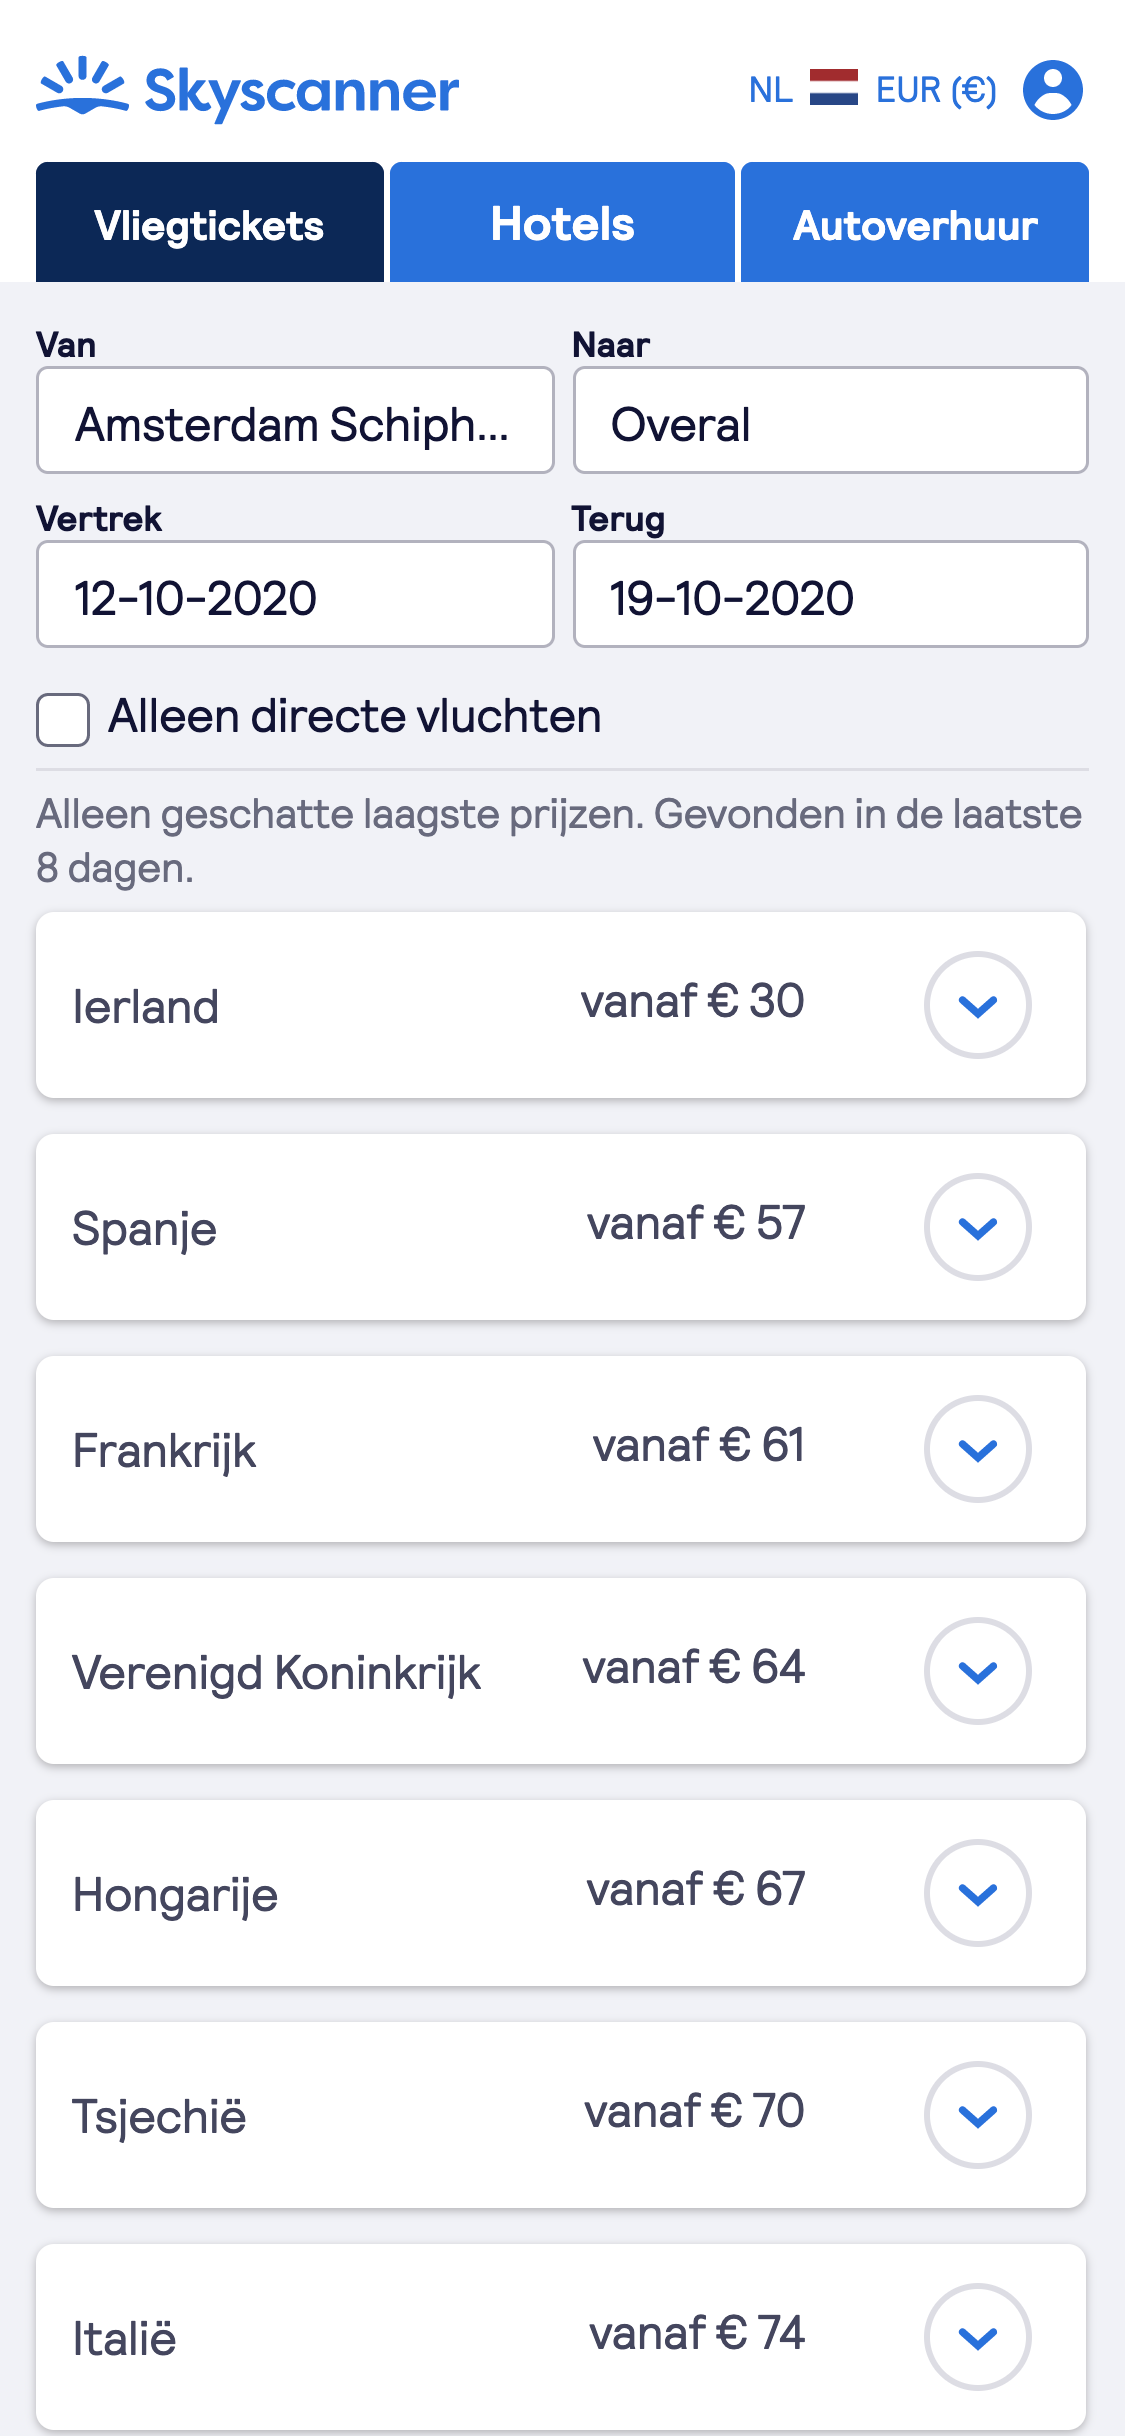 Skyscanner
NL EUR (€)
Vliegtickets Hotels Autoverhuur
Van Naar
Amsterdam Schiph... Overal
Vertrek Terug
12-10-2020 19-10-2020
Alleen directe vluchten
Alleen geschatte laagste prijzen. Gevonden in de laatste
8 dagen.
Ierland vanaf € 30
Spanje vanaf € 57
Frankrijk vanaf € 61
Verenigd Koninkrijk vanaf € 64
Hongarije vanaf € 67
Tsjechië vanaf € 70
Italië vanaf € 74